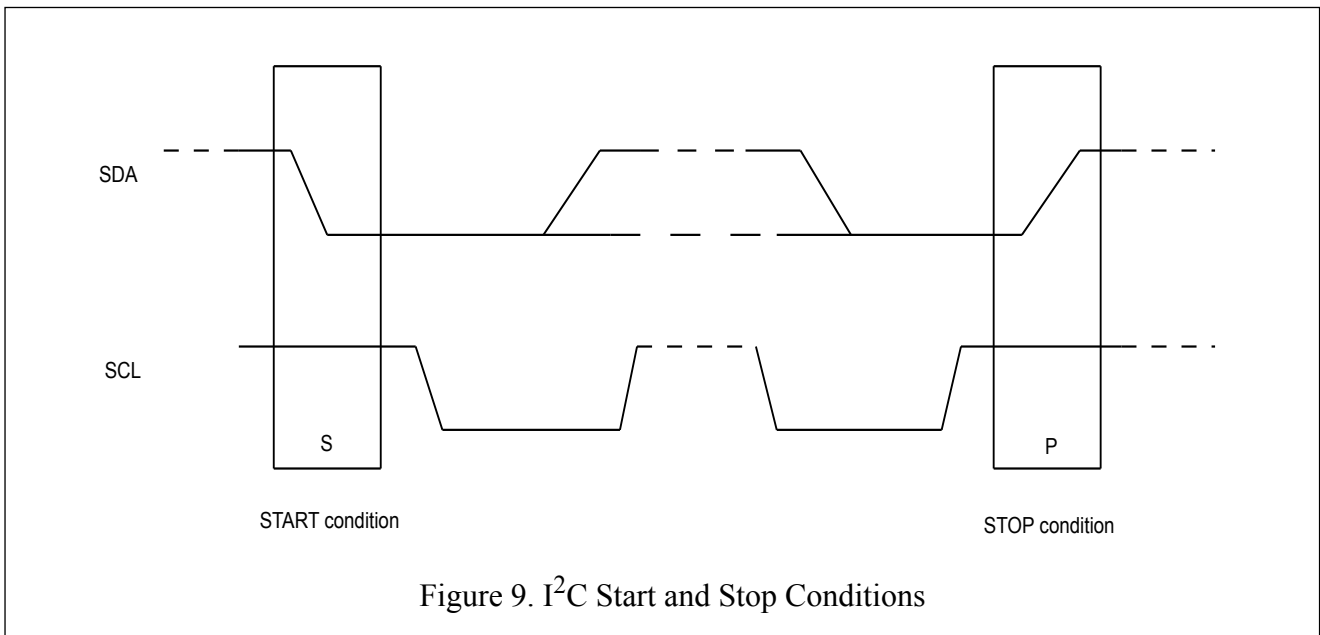 SDA
SCL
S
P
START condition
STOP condition
Figure 9. I²C Start and Stop Conditions